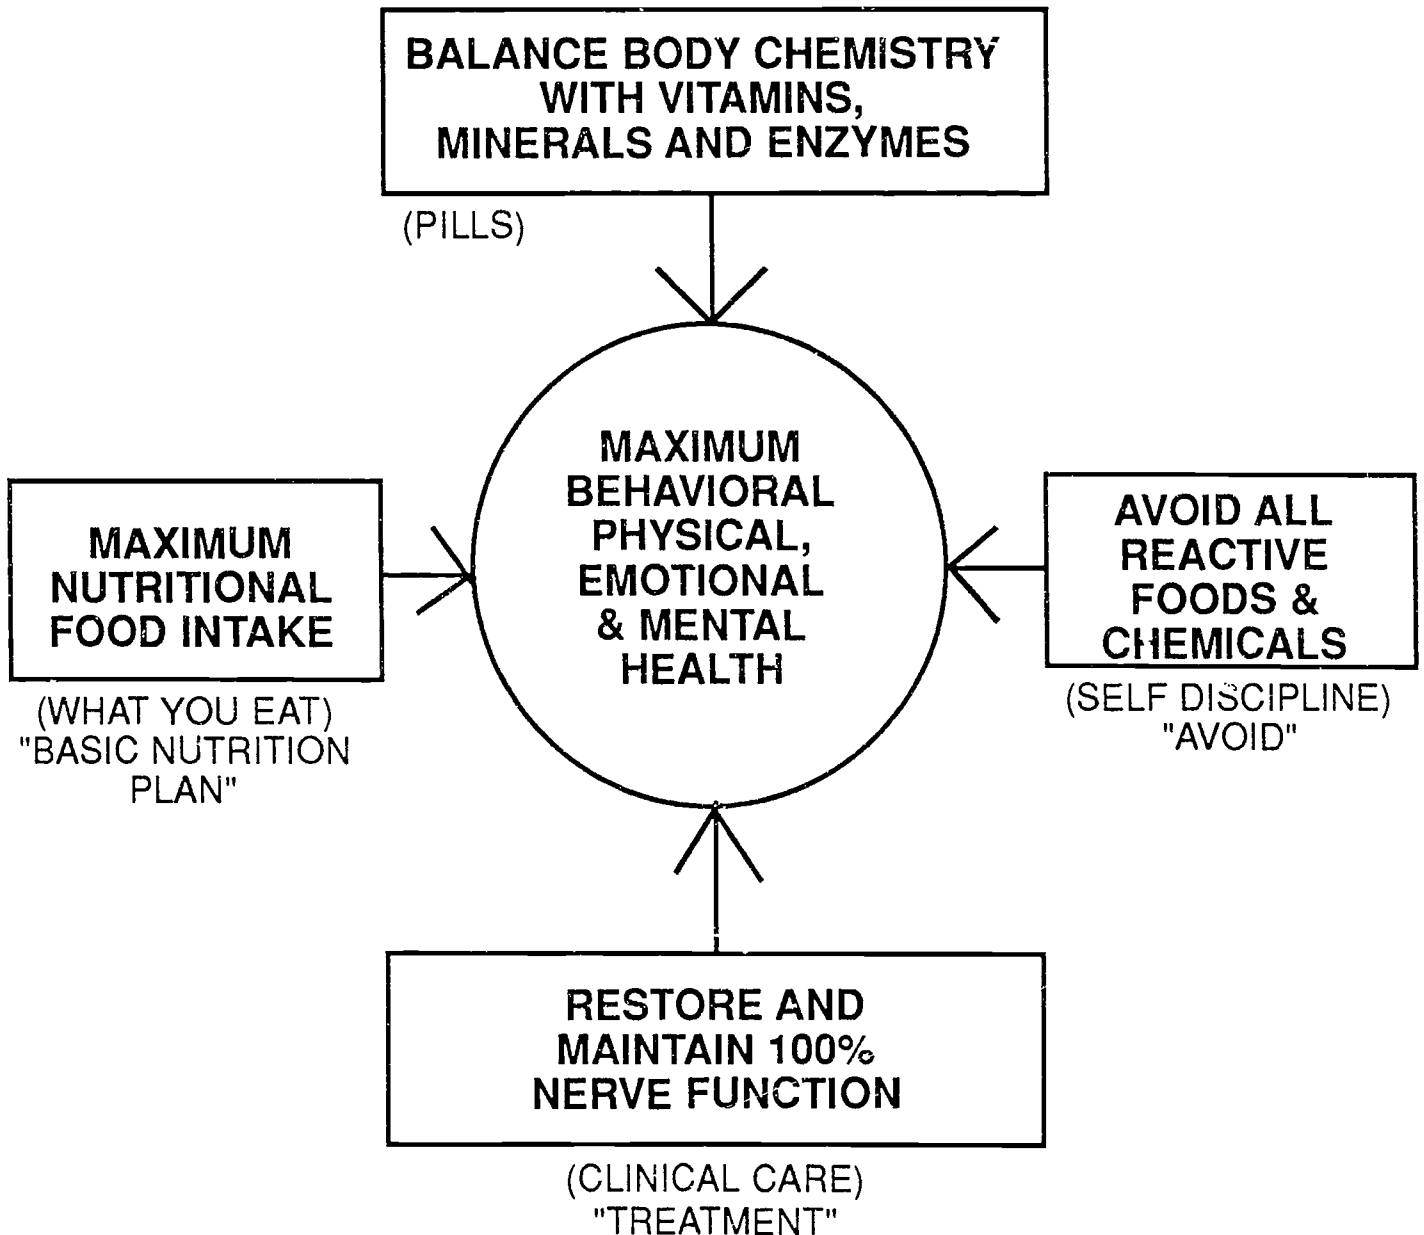 BALANCE BODY CHEMISTRY
WITH VITAMINS,
MINERALS AND ENZYMES
(PILLS)
MAXIMUM
BEHAVIORAL
PHYSICAL,
EMOTIONAL
& MENTAL
HEALTH
MAXIMUM
NUTRITIONAL
FOOD INTAKE
(WHAT YOU EAT)
"BASIC NUTRITION
PLAN"
AVOID ALL
REACTIVE
FOODS &
CHEMICALS
(SELF DISCIPLINE)
"AVOID"
RESTORE AND
MAINTAIN 100%
NERVE FUNCTION
(CLINICAL CARE)
"TREATMENT"